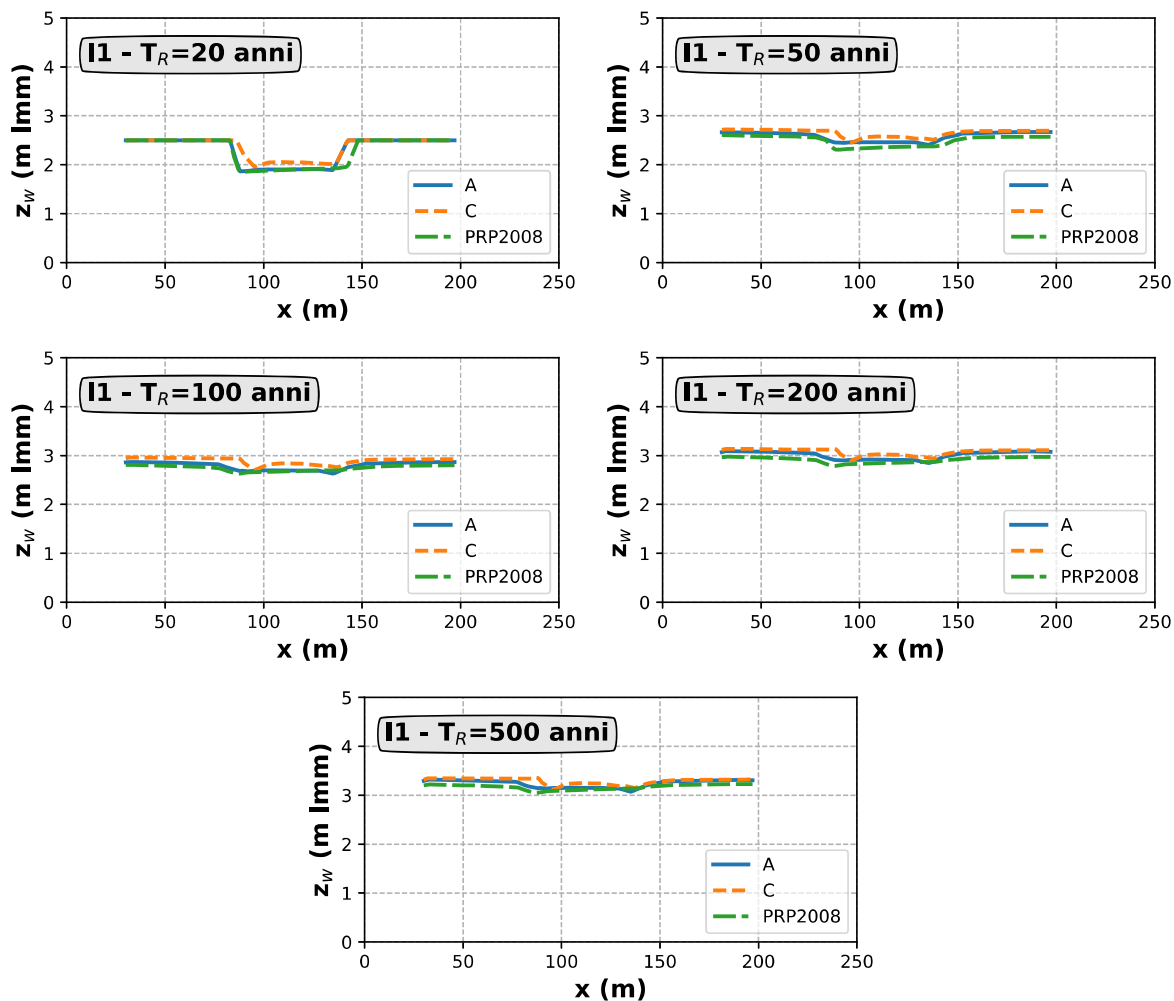 I1 - T_R=20 anni
z_w (m lmm)
5
4
3
2
1
0
A
C
PRP2008
0 50 100 150 200 250
x (m)
I1 - T_R=50 anni
z_w (m lmm)
5
4
3
2
1
0
A
C
PRP2008
0 50 100 150 200 250
x (m)
I1 - T_R=100 anni
z_w (m lmm)
5
4
3
2
1
0
A
C
PRP2008
0 50 100 150 200 250
x (m)
I1 - T_R=200 anni
z_w (m lmm)
5
4
3
2
1
0
A
C
PRP2008
0 50 100 150 200 250
x (m)
I1 - T_R=500 anni
z_w (m lmm)
5
4
3
2
1
0
A
C
PRP2008
0 50 100 150 200 250
x (m)